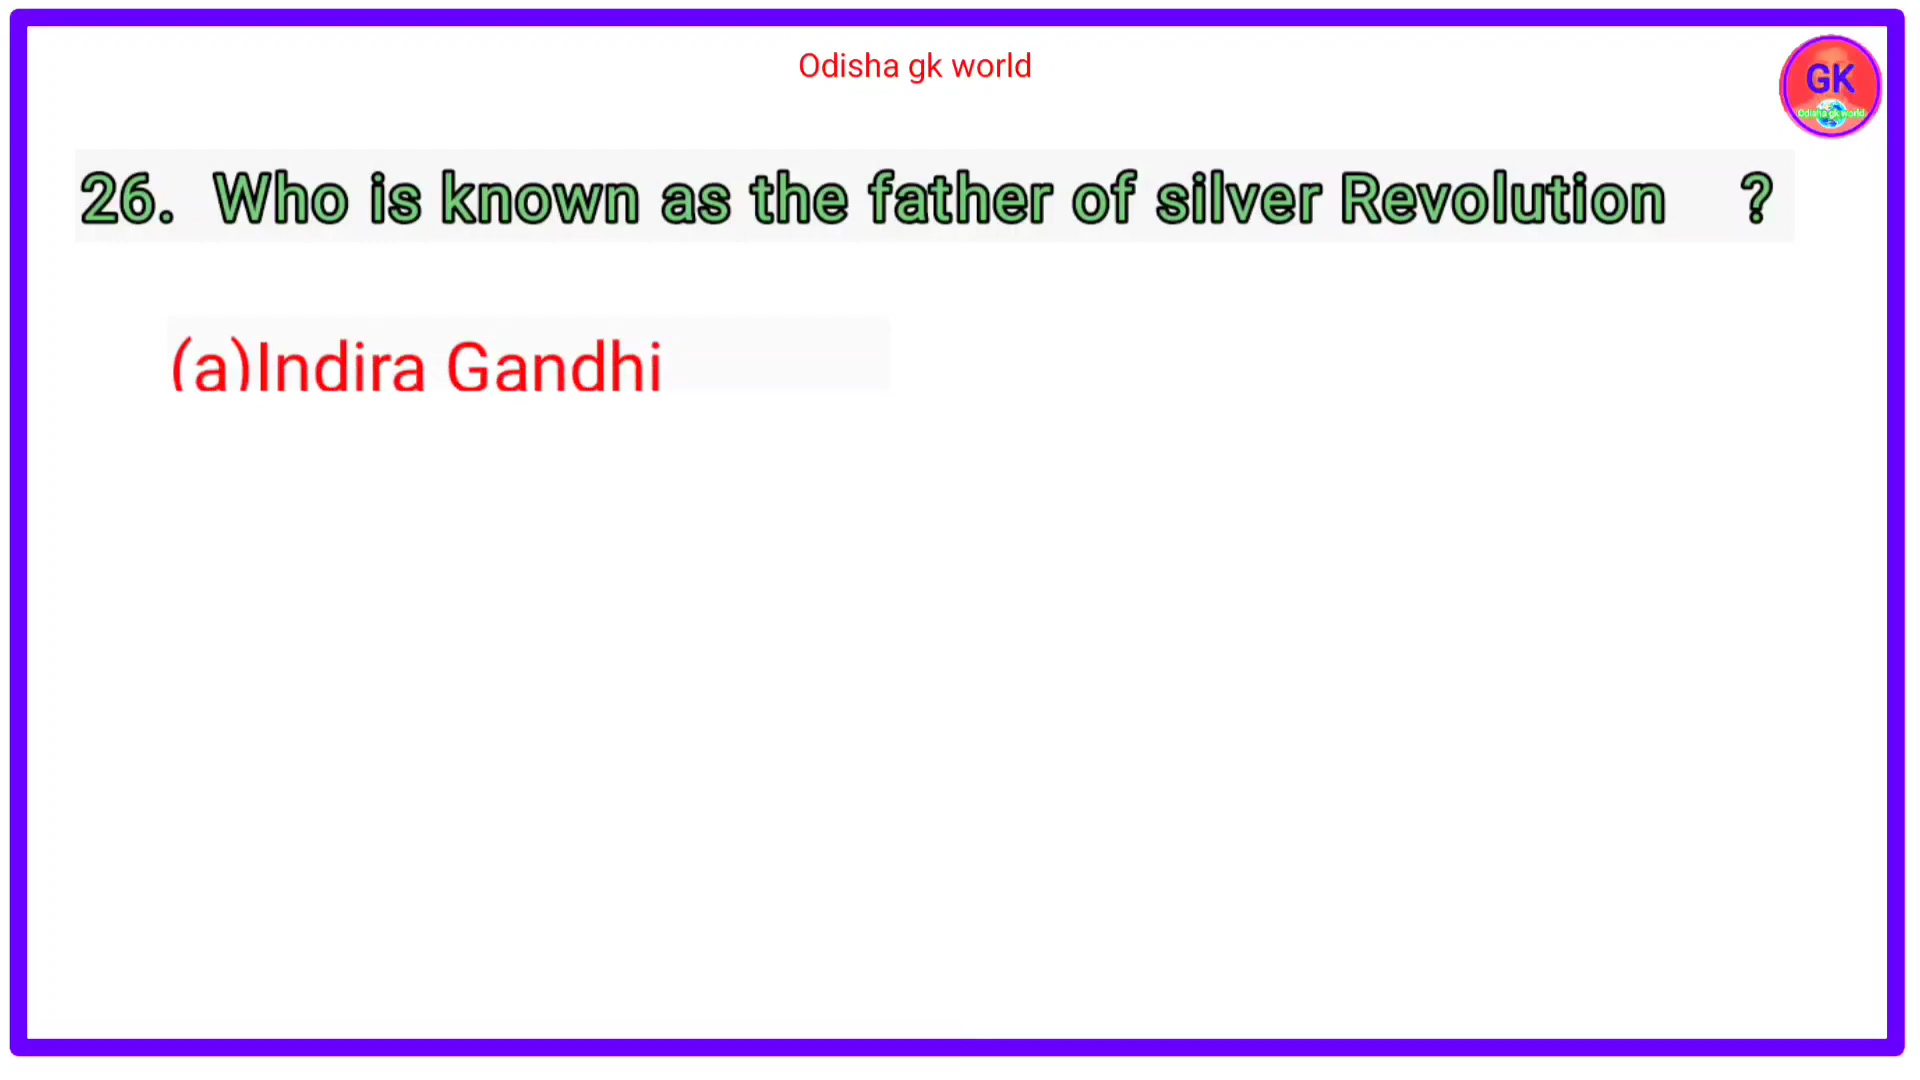 Odisha gk world
GK
Odisha gk world
26. Who is known as the father of silver Revolution ?
(a)Indira Gandhi